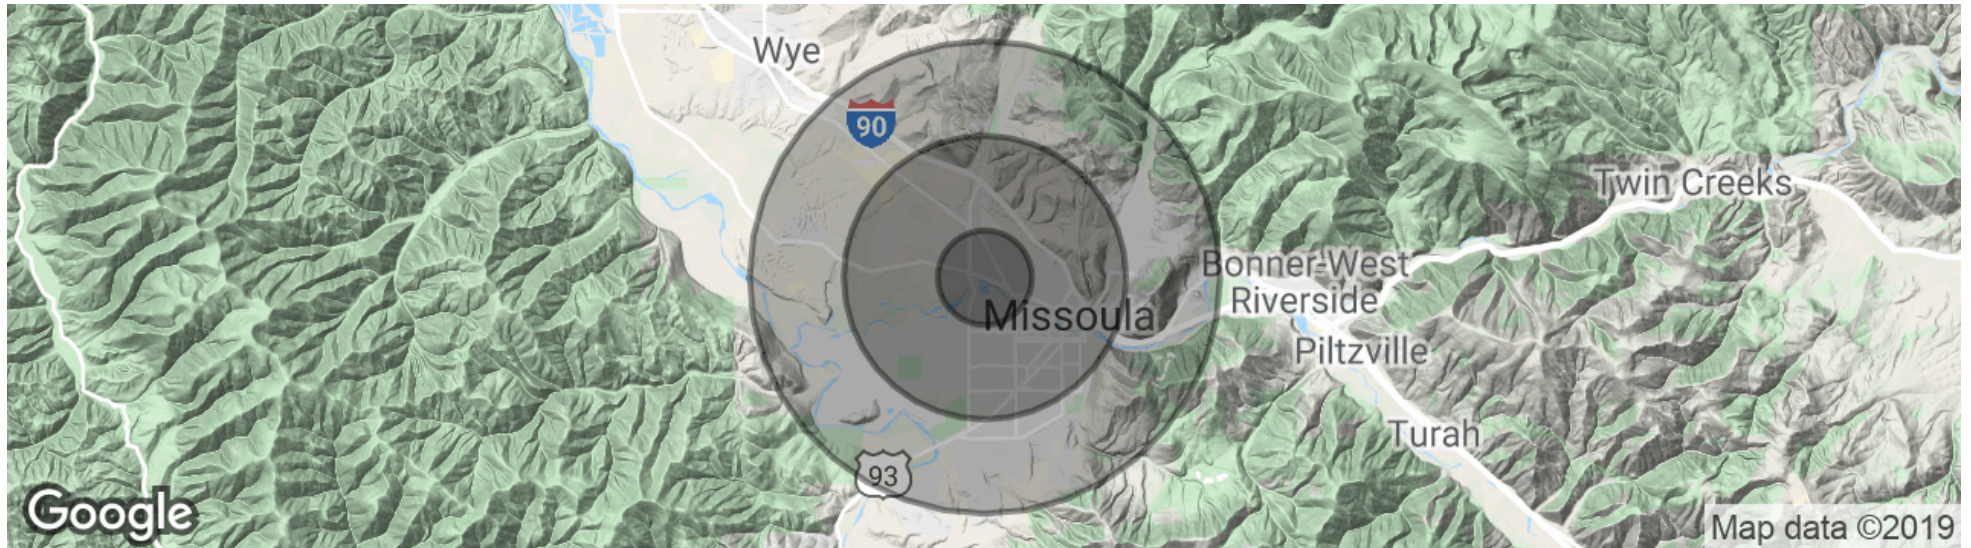 Wye
90
Twin Creeks
Bonner-West
Riverside
Missoula
Piltzville
Turah
93
Google
Map data ©2019